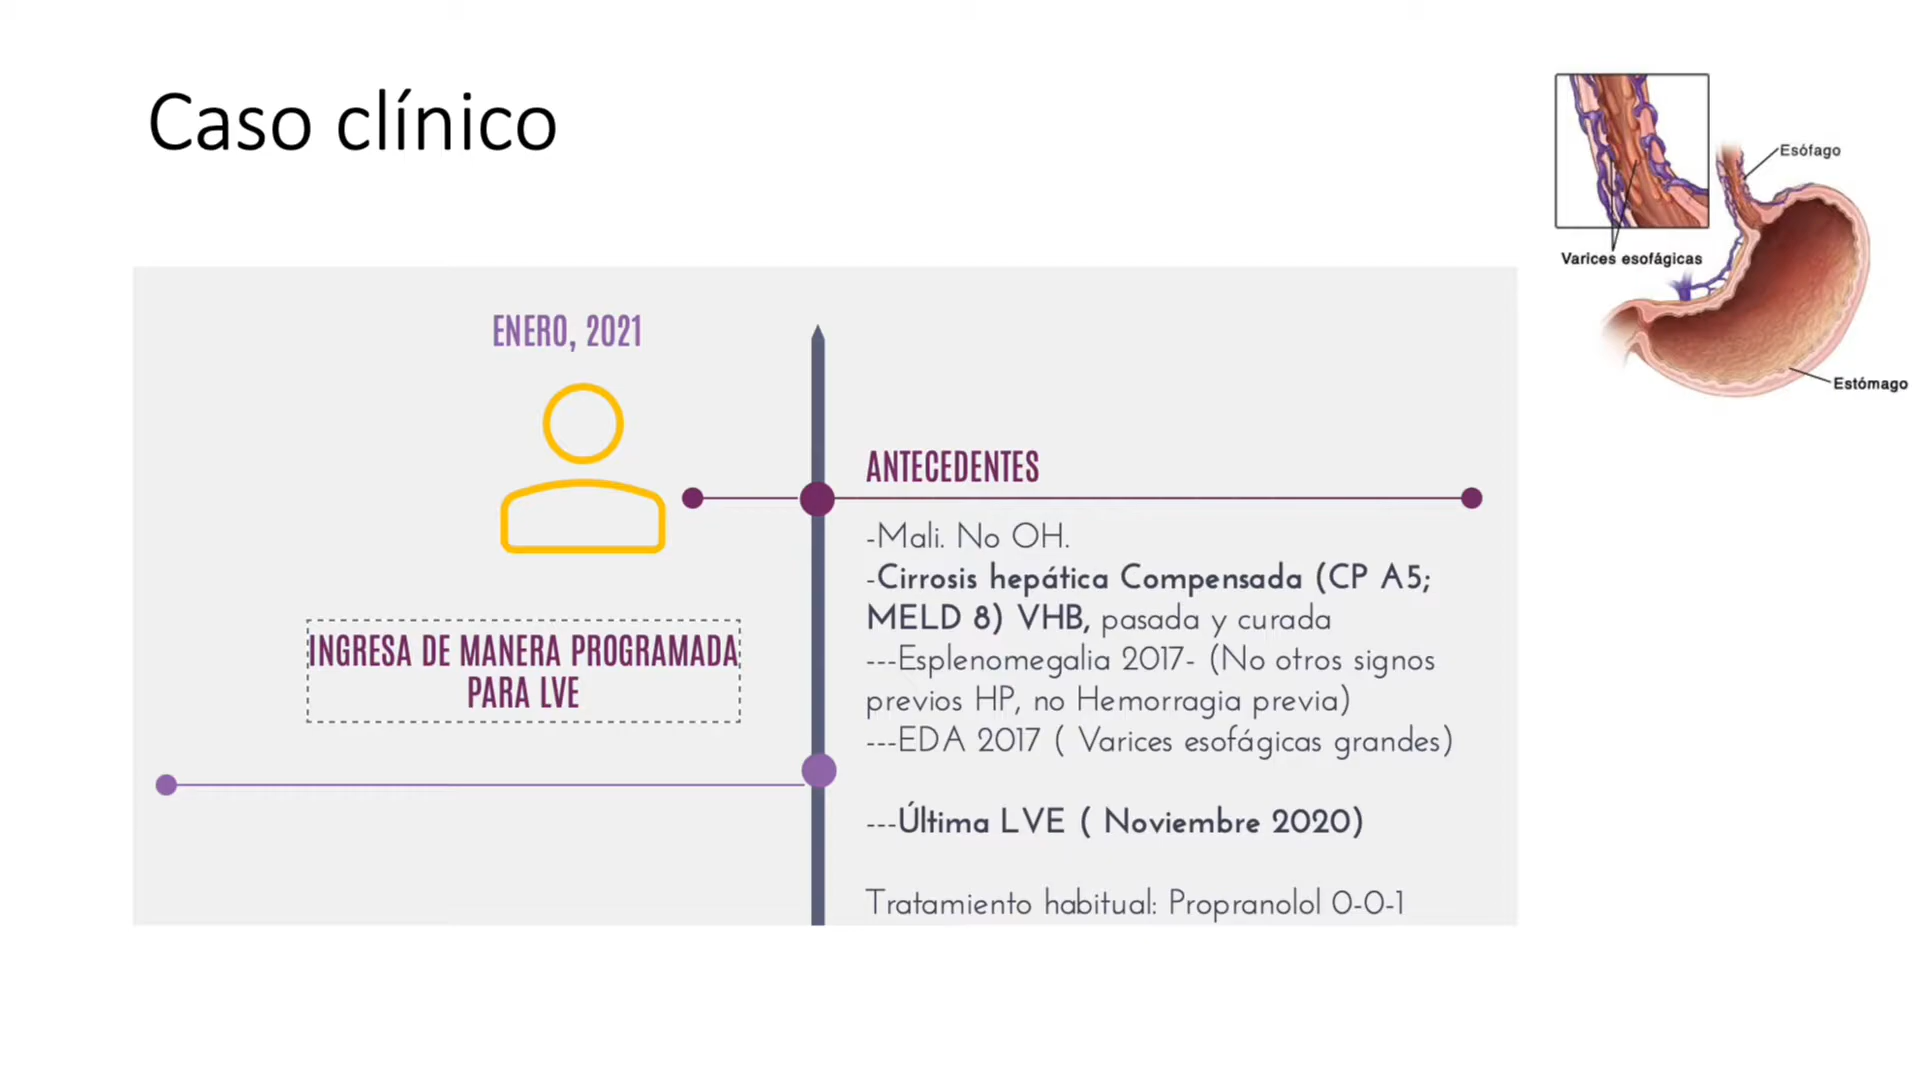 Caso clínico
Esófago
Varices esofágicas
Estómago
ENERO, 2021
INGRESA DE MANERA PROGRAMADA
PARA LVE
ANTECEDENTES
-Mali. No OH.
-Cirrosis hepática Compensada (CP A5;
MELD 8) VHB, pasada y curada
---Esplenomegalia 2017- (No otros signos
previos HP, no Hemorragia previa)
---EDA 2017 ( Varices esofágicas grandes)
---Última LVE ( Noviembre 2020)
Tratamiento habitual: Propranolol 0-0-1